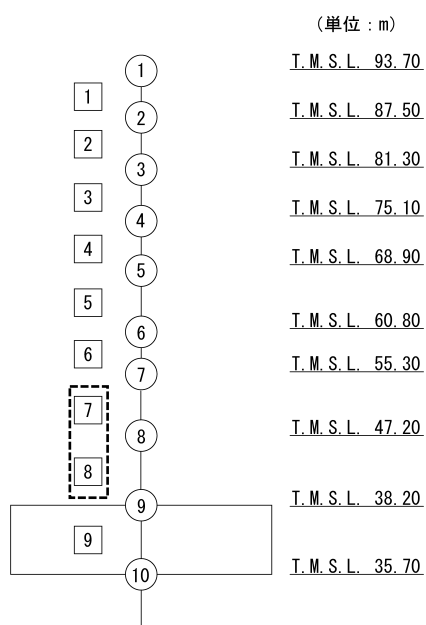 （単位：m）
1 T.M.S.L. 93.70
1
2 T.M.S.L. 87.50
2
3 T.M.S.L. 81.30
3
4 T.M.S.L. 75.10
4
5 T.M.S.L. 68.90
5
6 T.M.S.L. 60.80
6
7 T.M.S.L. 55.30
7
8 T.M.S.L. 47.20
8
9 T.M.S.L. 38.20
9
10 T.M.S.L. 35.70